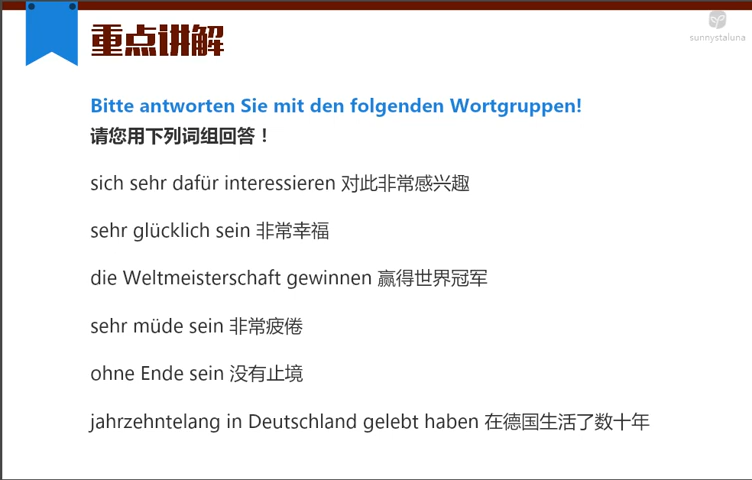 重点讲解
sunnystaluna
Bitte antworten Sie mit den folgenden Wortgruppen!
请您用下列词组回答！
sich sehr dafür interessieren 对此非常感兴趣
sehr glücklich sein 非常幸福
die Weltmeisterschaft gewinnen 赢得世界冠军
sehr müde sein 非常疲倦
ohne Ende sein 没有止境
jahrzehntelang in Deutschland gelebt haben 在德国生活了数十年